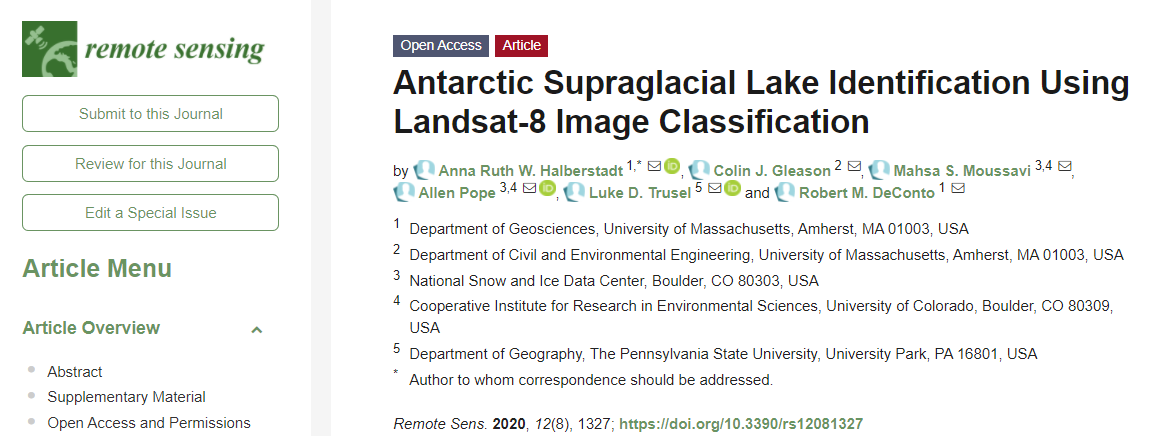 remote sensing
Submit to this Journal
Review for this Journal
Edit a Special Issue
Article Menu
Article Overview
Abstract
Supplementary Material
Open Access and Permissions
Open Access Article
Antarctic Supraglacial Lake Identification Using
Landsat-8 Image Classification
by Anna Ruth W. Halberstadt 1,* iD, Colin J. Gleason 2, Mahsa S. Moussavi 3,4,
Allen Pope 3,4 iD, Luke D. Trusel 5 iD and Robert M. DeConto 1
1 Department of Geosciences, University of Massachusetts, Amherst, MA 01003, USA
2 Department of Civil and Environmental Engineering, University of Massachusetts, Amherst, MA 01003, USA
3 National Snow and Ice Data Center, Boulder, CO 80303, USA
4 Cooperative Institute for Research in Environmental Sciences, University of Colorado, Boulder, CO 80309,
USA
5 Department of Geography, The Pennsylvania State University, University Park, PA 16801, USA
* Author to whom correspondence should be addressed.
Remote Sens. 2020, 12(8), 1327; https://doi.org/10.3390/rs12081327